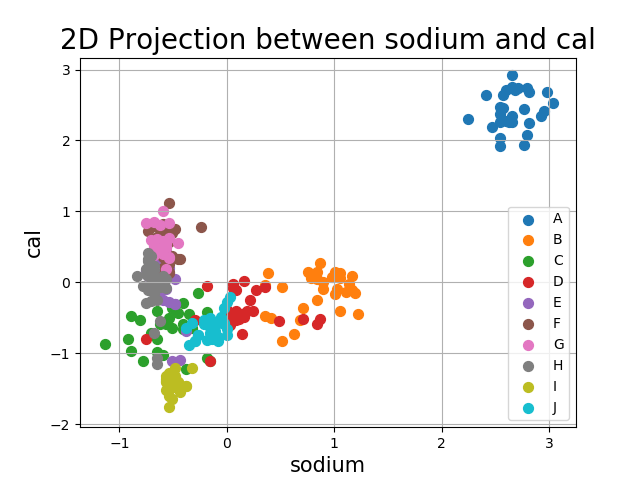 2D Projection between sodium and cal
3
2
1
0
−1
−2
cal
−1
0
1
2
3
sodium
A
B
C
D
E
F
G
H
I
J